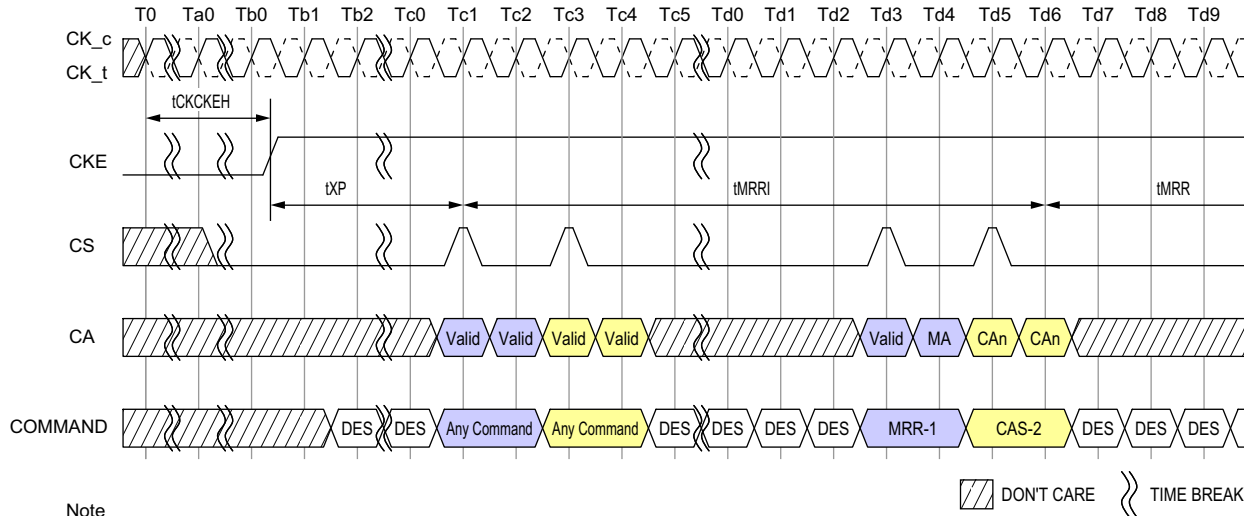 T0 Ta0 Tb0 Tb1 Tb2 Tc0 Tc1 Tc2 Tc3 Tc4 Tc5 Td0 Td1 Td2 Td3 Td4 Td5 Td6 Td7 Td8 Td9
CK_c
CK_t
tCKCKEH
CKE
tXP tMRRI tMRR
CS
CA Valid Valid Valid Valid Valid MA CAn CAn
COMMAND DES DES Any Command Any Command DES DES DES DES MRR-1 CAS-2 DES DES DES
DON'T CARE TIME BREAK
Note